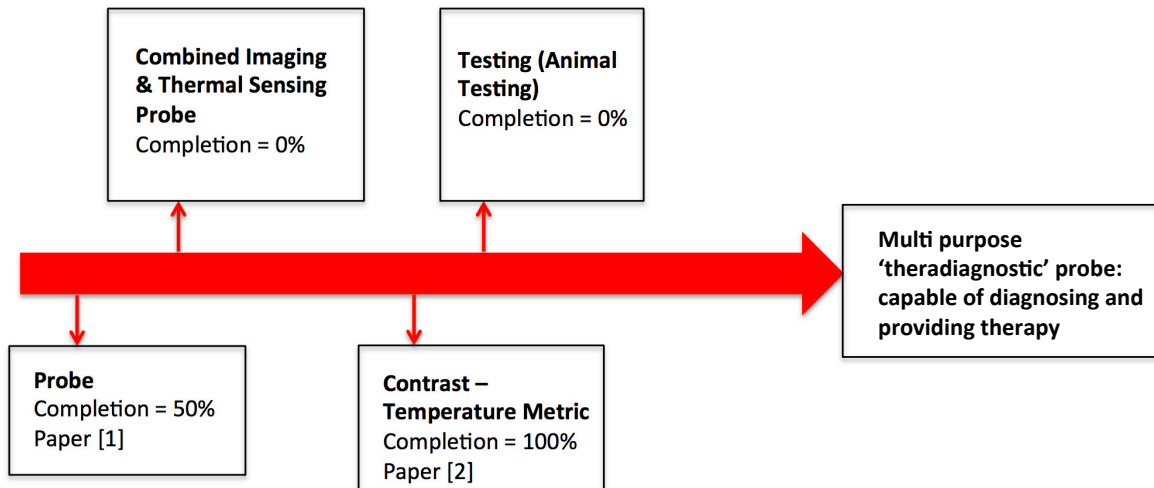 Combined Imaging
& Thermal Sensing
Probe
Completion = 0%
Testing (Animal
Testing)
Completion = 0%
Multi purpose
‘theradiagnostic’ probe:
capable of diagnosing and
providing therapy
Probe
Completion = 50%
Paper [1]
Contrast –
Temperature Metric
Completion = 100%
Paper [2]